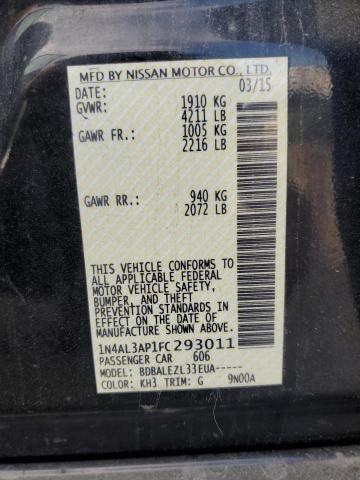 MFD BY NISSAN MOTOR CO., LTD.
DATE: 03/15
GVWR: 1910 KG
4211 LB
GAWR FR.: 1005 KG
2216 LB
GAWR RR.: 940 KG
2072 LB
THIS VEHICLE CONFORMS TO
ALL APPLICABLE FEDERAL
MOTOR VEHICLE SAFETY,
BUMPER, AND THEFT
PREVENTION STANDARDS IN
EFFECT ON THE DATE OF
MANUFACTURE SHOWN ABOVE.
1N4AL3AP1FC293011
PASSENGER CAR 606
MODEL: BDBALEZL33EUA-----
COLOR: KH3 TRIM: G 9N00A